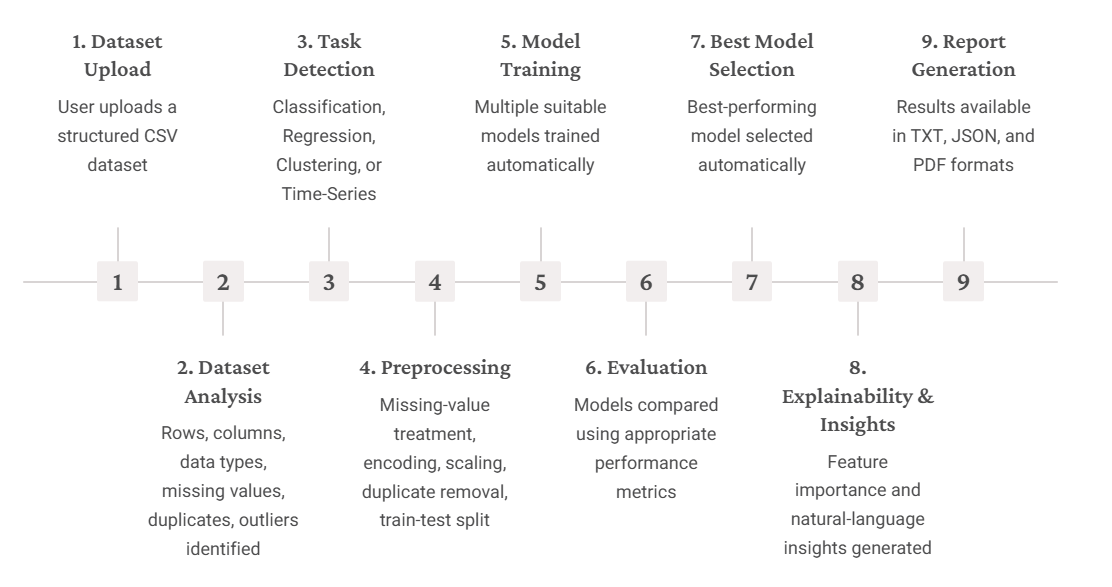 1. Dataset
Upload
User uploads a
structured CSV
dataset
3. Task
Detection
Classification,
Regression,
Clustering, or
Time-Series
5. Model
Training
Multiple suitable
models trained
automatically
7. Best Model
Selection
Best-performing
model selected
automatically
9. Report
Generation
Results available
in TXT, JSON, and
PDF formats
1
2
3
4
5
6
7
8
9
2. Dataset
Analysis
Rows, columns,
data types,
missing values,
duplicates, outliers
identified
4. Preprocessing
Missing-value
treatment,
encoding, scaling,
duplicate removal,
train-test split
6. Evaluation
Models compared
using appropriate
performance
metrics
8.
Explainability &
Insights
Feature
importance and
natural-language
insights generated